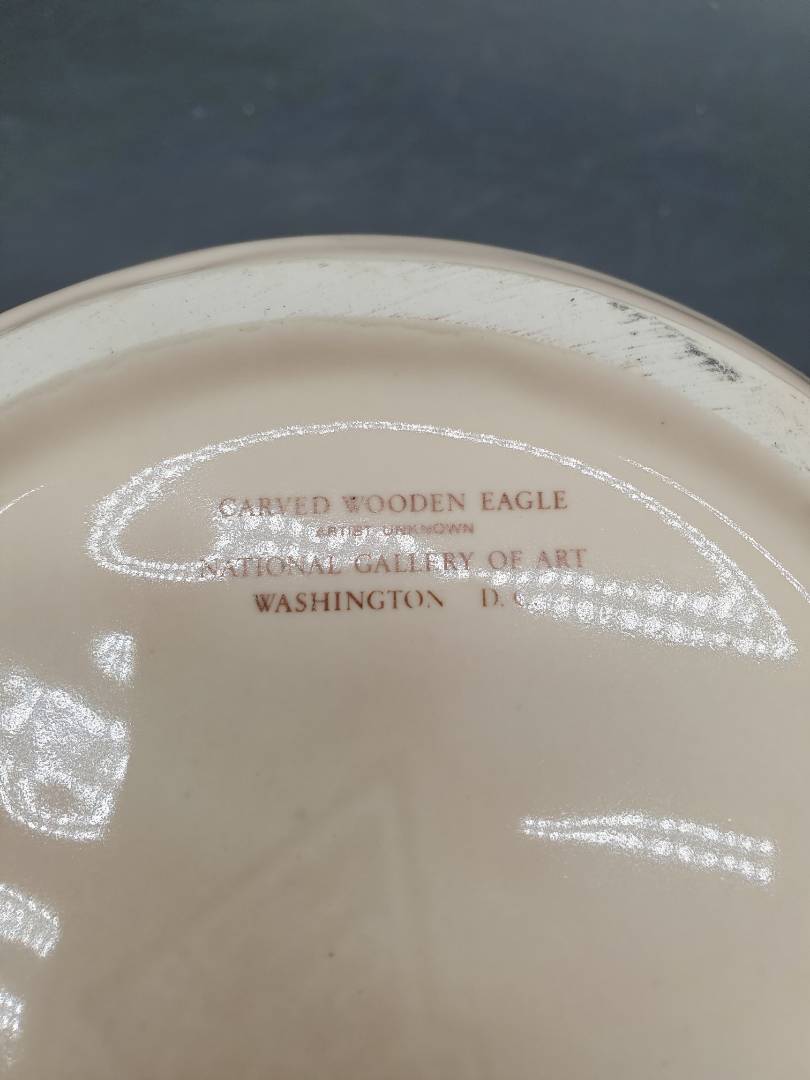 CARVED WOODEN EAGLE
ARTIST UNKNOWN
NATIONAL GALLERY OF ART
WASHINGTON D. C.